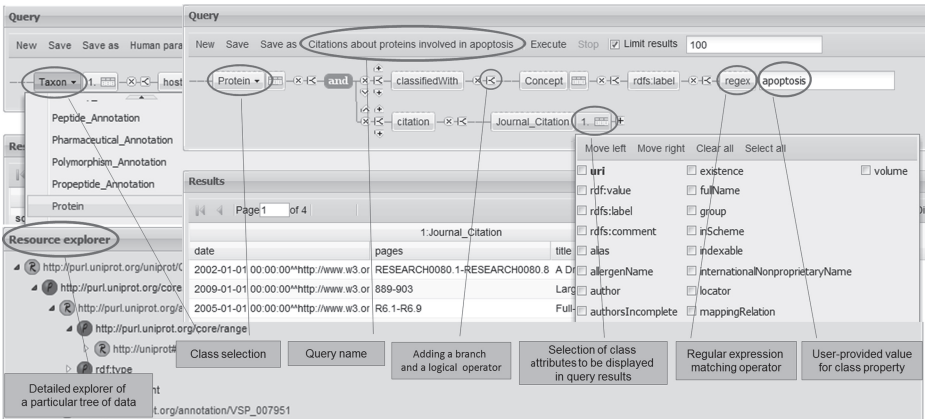 Query
New Save Save as Human para
Taxon 1. host
Peptide_Annotation
Pharmaceutical_Annotation
Polymorphism_Annotation
Propeptide_Annotation
Protein
Query
New Save Save as Citations about proteins involved in apoptosis Execute Stop Limit results 100
Protein and classifiedWith Concept rdfs:label regex apoptosis
citation Journal_Citation 1.
Move left Move right Clear all Select all
uri existence volume
rdf:value fullName
rdfs:label group
rdfs:comment inScheme
alias indexable
allergenName internationalNonproprietaryName
author locator
authorsIncomplete mappingRelation
Results
Page 1 of 4
1:Journal_Citation
date pages title
2002-01-01 00:00:00^^http://www.w3.or RESEARCH0080.1-RESEARCH0080.8 A Dr
2009-01-01 00:00:00^^http://www.w3.or 889-903 Larg
2005-01-01 00:00:00^^http://www.w3.or R6.1-R6.9 Full-
Resource explorer
R http://purl.uniprot.org/uniprot/
P http://purl.uniprot.org/core
R http://purl.uniprot.org/a
P http://purl.uniprot.org/core/range
R http://uniprot#
P rdf:type
nt
t.org/annotation/VSP_007951
Class selection
Query name
Adding a branch
and a logical operator
Selection of class
attributes to be displayed
in query results
Regular expression
matching operator
User-provided value
for class property
Detailed explorer of
a particular tree of data